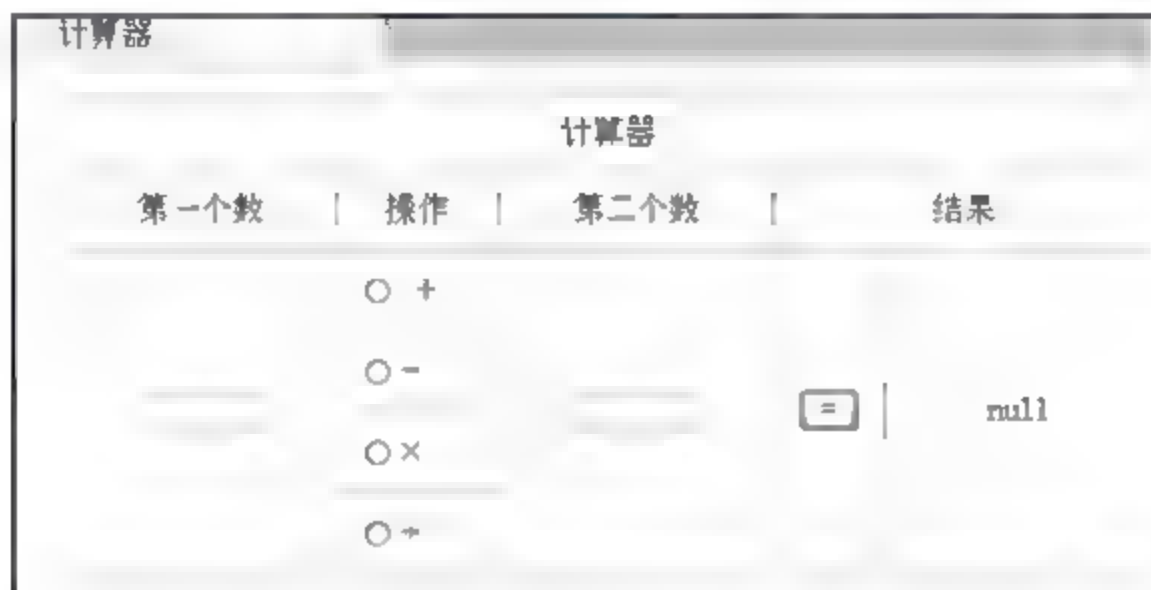 计算器
计算器
第一个数 | 操作 | 第二个数 | 结果
+
-
×
÷
= | null